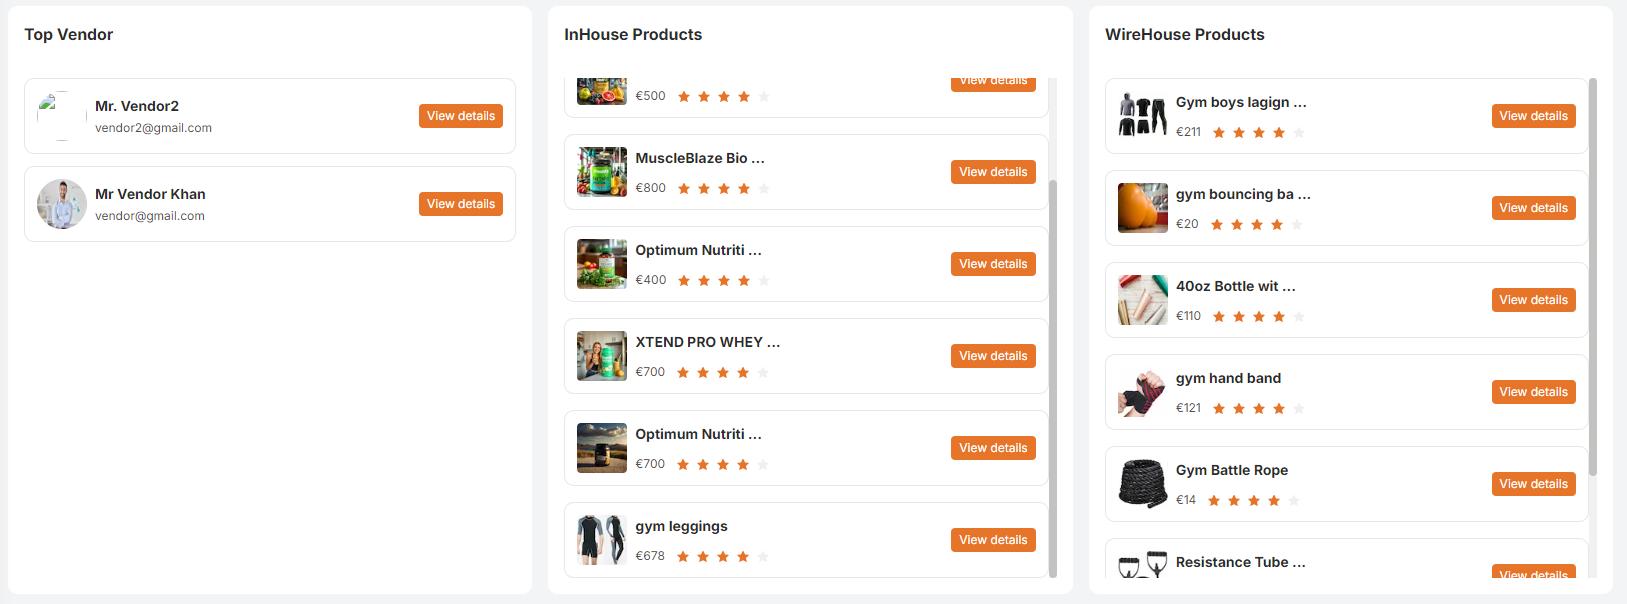 Top Vendor
Mr. Vendor2
vendor2@gmail.com
View details
Mr Vendor Khan
vendor@gmail.com
View details
InHouse Products
€500
View details
MuscleBlaze Bio ...
€800
View details
Optimum Nutriti ...
€400
View details
XTEND PRO WHEY ...
€700
View details
Optimum Nutriti ...
€700
View details
gym leggings
€678
View details
WireHouse Products
Gym boys lagign ...
€211
View details
gym bouncing ba ...
€20
View details
40oz Bottle wit ...
€110
View details
gym hand band
€121
View details
Gym Battle Rope
€14
View details
Resistance Tube ...
View details